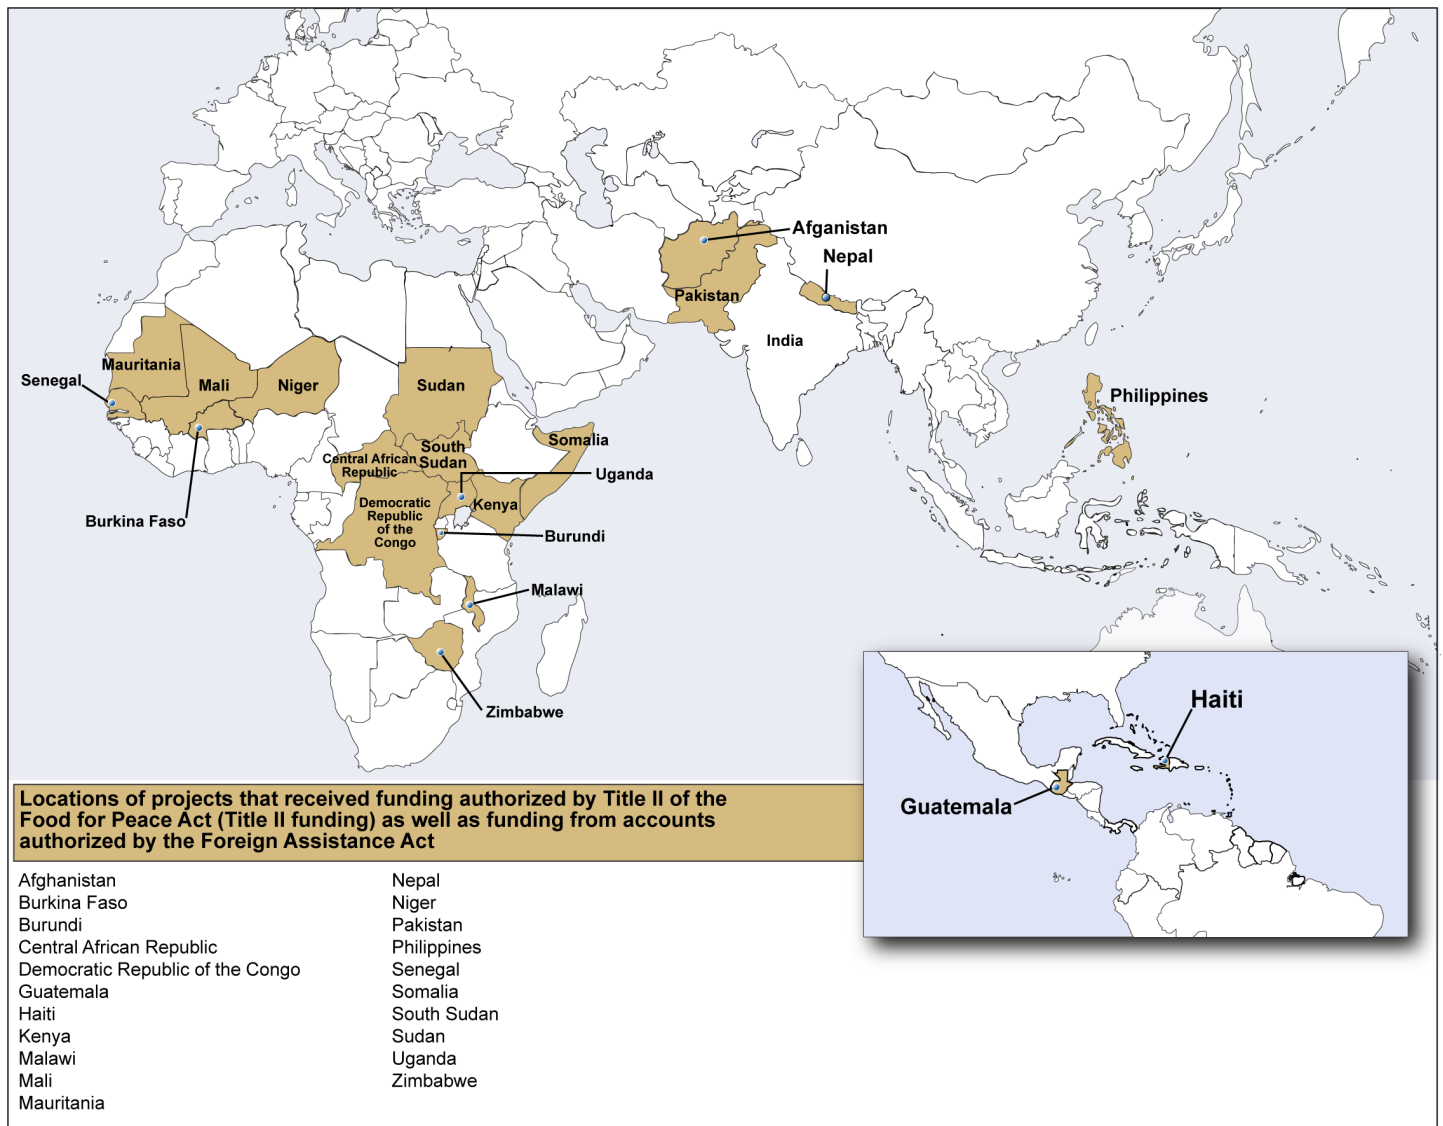 Afganistan
Nepal
Pakistan
India
Mauritania
Senegal
Mali
Niger
Sudan
Philippines
Somalia
South
Sudan
Central African
Republic
Uganda
Kenya
Democratic
Republic
of the
Congo
Burkina Faso
Burundi
Malawi
Zimbabwe
Haiti
Guatemala
Locations of projects that received funding authorized by Title II of the
Food for Peace Act (Title II funding) as well as funding from accounts
authorized by the Foreign Assistance Act
Afghanistan
Burkina Faso
Burundi
Central African Republic
Democratic Republic of the Congo
Guatemala
Haiti
Kenya
Malawi
Mali
Mauritania
Nepal
Niger
Pakistan
Philippines
Senegal
Somalia
South Sudan
Sudan
Uganda
Zimbabwe